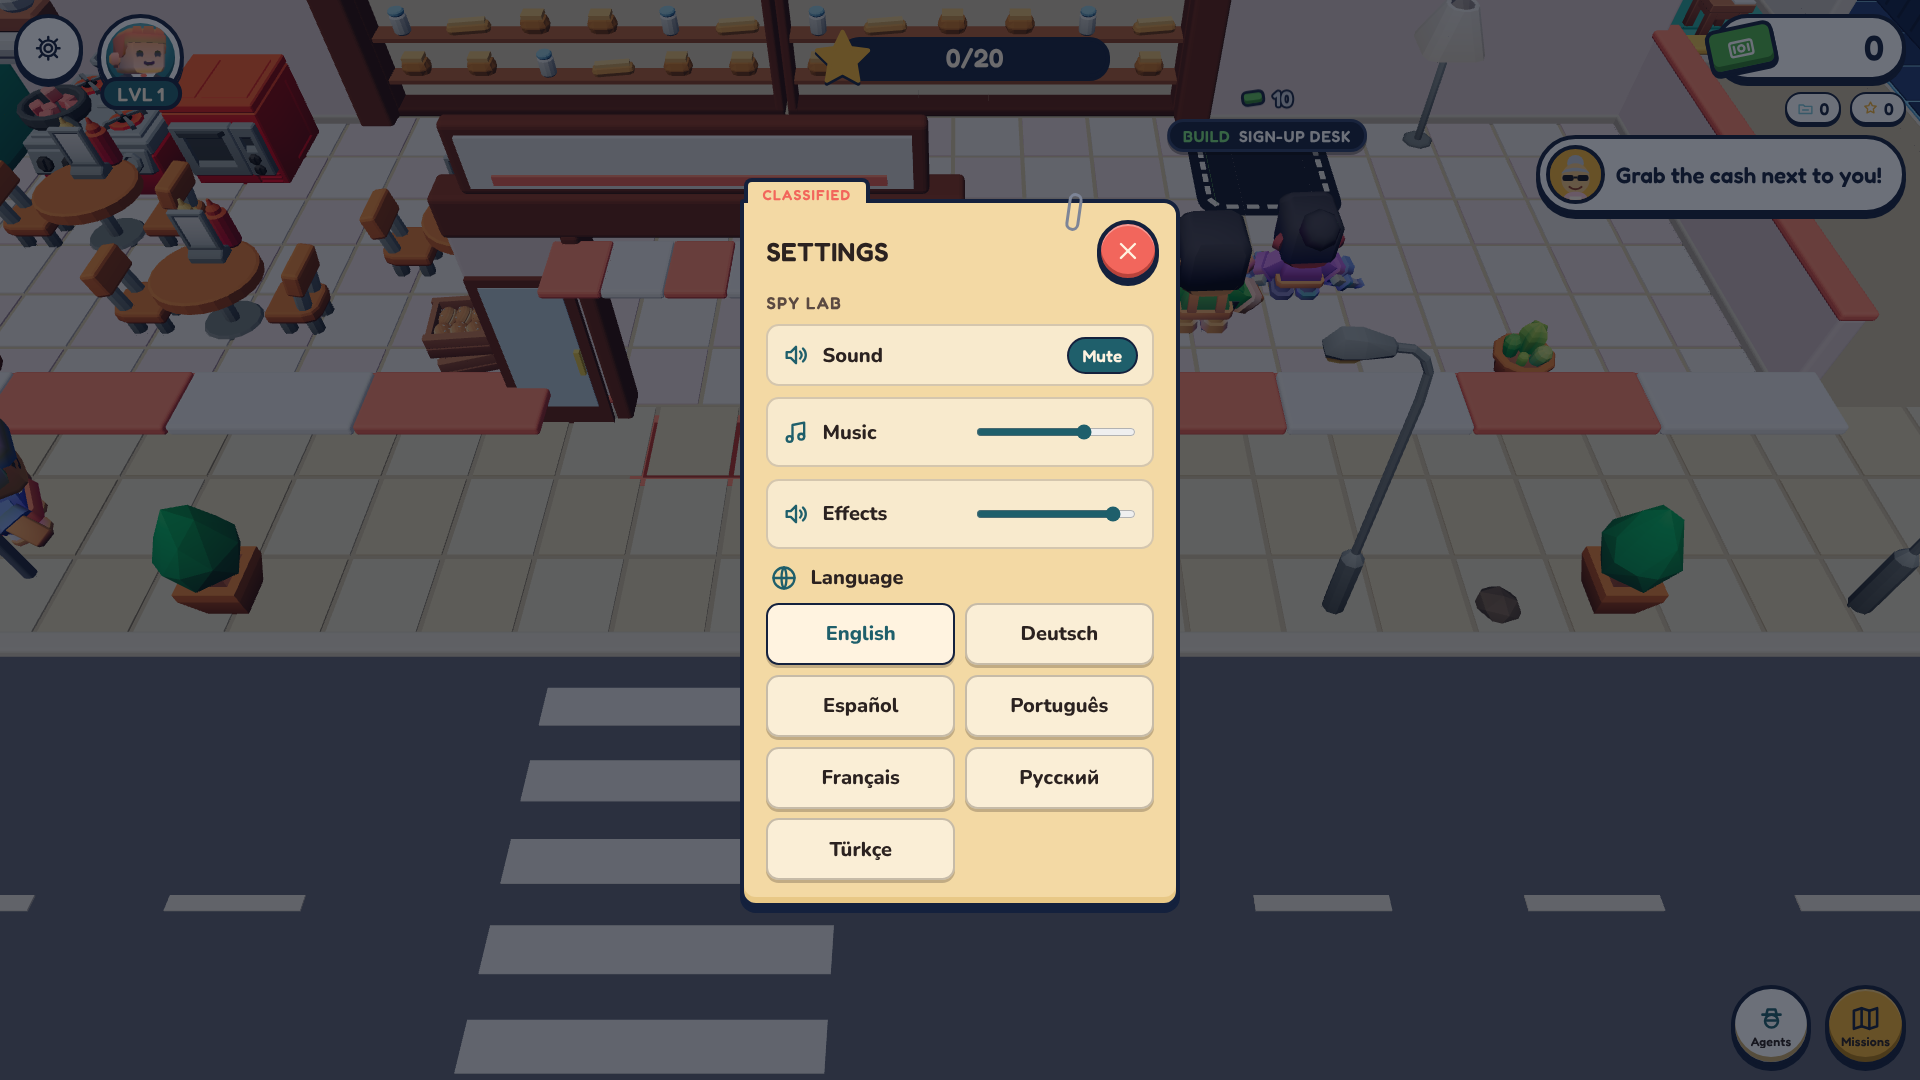 LVL 1
0/20
0
10
0
0
BUILD SIGN-UP DESK
Grab the cash next to you!
CLASSIFIED
SETTINGS
SPY LAB
Sound
Mute
Music
Effects
Language
English
Deutsch
Español
Português
Français
Русский
Türkçe
Agents
Missions